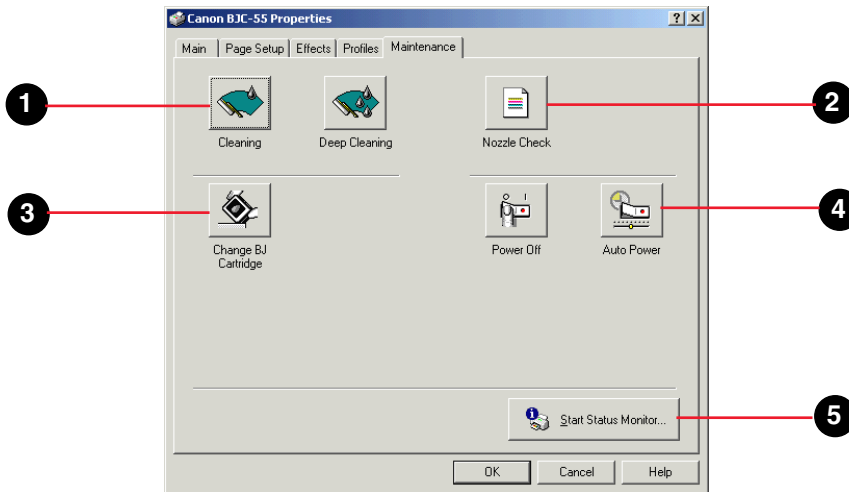 Canon BJC-55 Properties
Main Page Setup Effects Profiles Maintenance
1
2
Cleaning Deep Cleaning Nozzle Check
3
4
Change BJ
Cartridge
Power Off Auto Power
5
Start Status Monitor...
OK Cancel Help